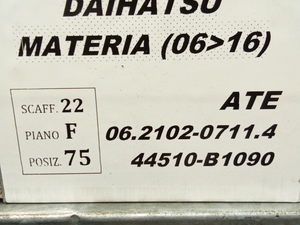 DAIHATSU
MATERIA (06>16)
SCAFF. 22
PIANO F
POSIZ. 75
ATE
06.2102-0711.4
44510-B1090